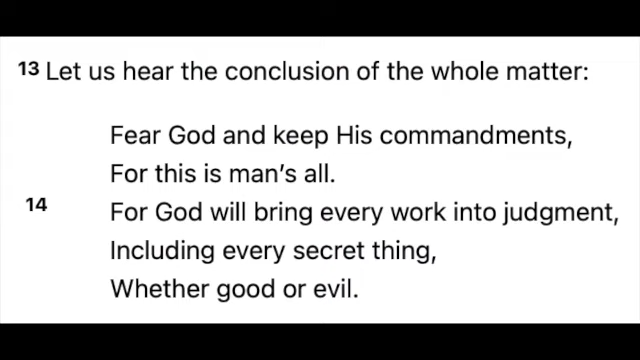 13 Let us hear the conclusion of the whole matter:
Fear God and keep His commandments,
For this is man's all.
14 For God will bring every work into judgment,
Including every secret thing,
Whether good or evil.